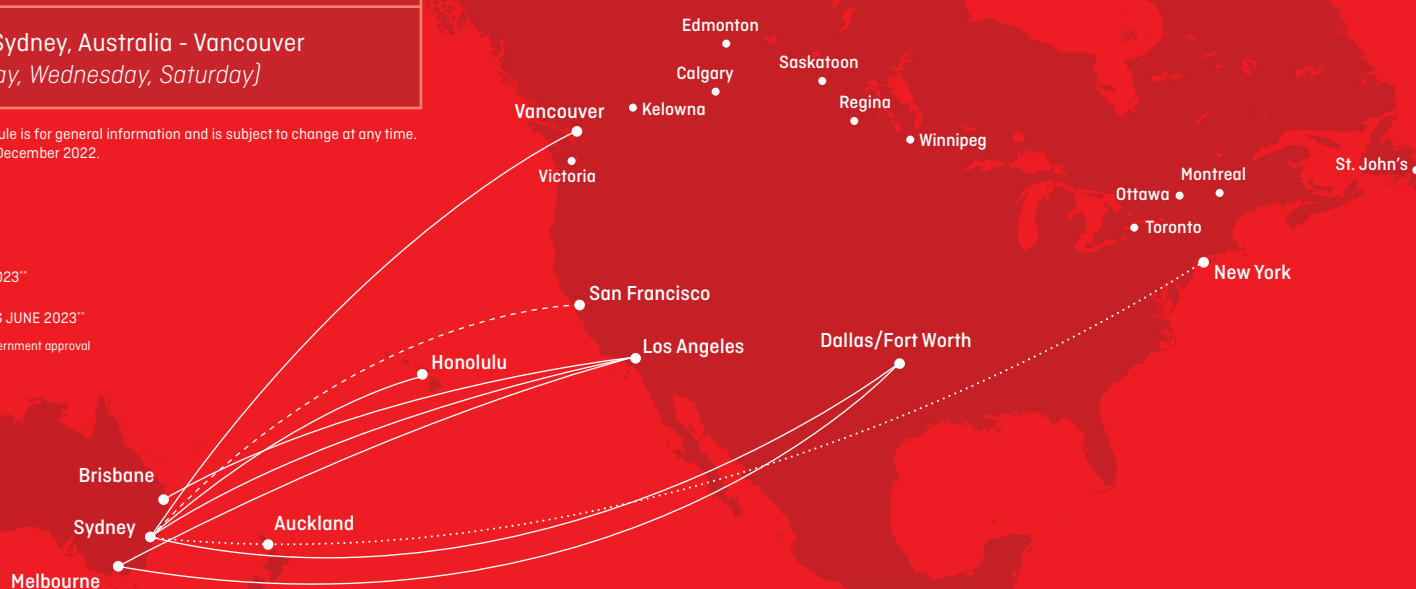 Sydney, Australia - Vancouver
ay, Wednesday, Saturday)
ule is for general information and is subject to change at any time.
December 2022.
023**
G JUNE 2023**
ernment approval
Edmonton
Calgary
Saskatoon
Vancouver
Kelowna
Regina
Winnipeg
Victoria
St. John's
Montreal
Ottawa
Toronto
New York
San Francisco
Los Angeles
Dallas/Fort Worth
Honolulu
Brisbane
Sydney
Auckland
Melbourne